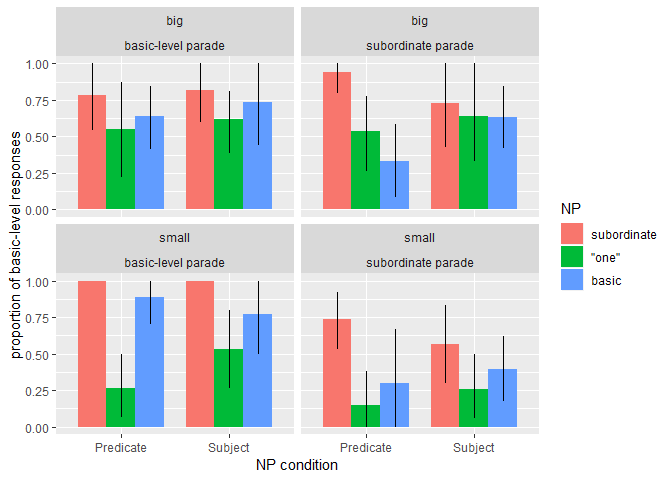 big
basic-level parade
big
subordinate parade
1.00
0.75
0.50
0.25
0.00
small
basic-level parade
small
subordinate parade
1.00
0.75
0.50
0.25
0.00
Predicate
Subject
Predicate
Subject
NP condition
proportion of basic-level responses
NP
subordinate
"one"
basic